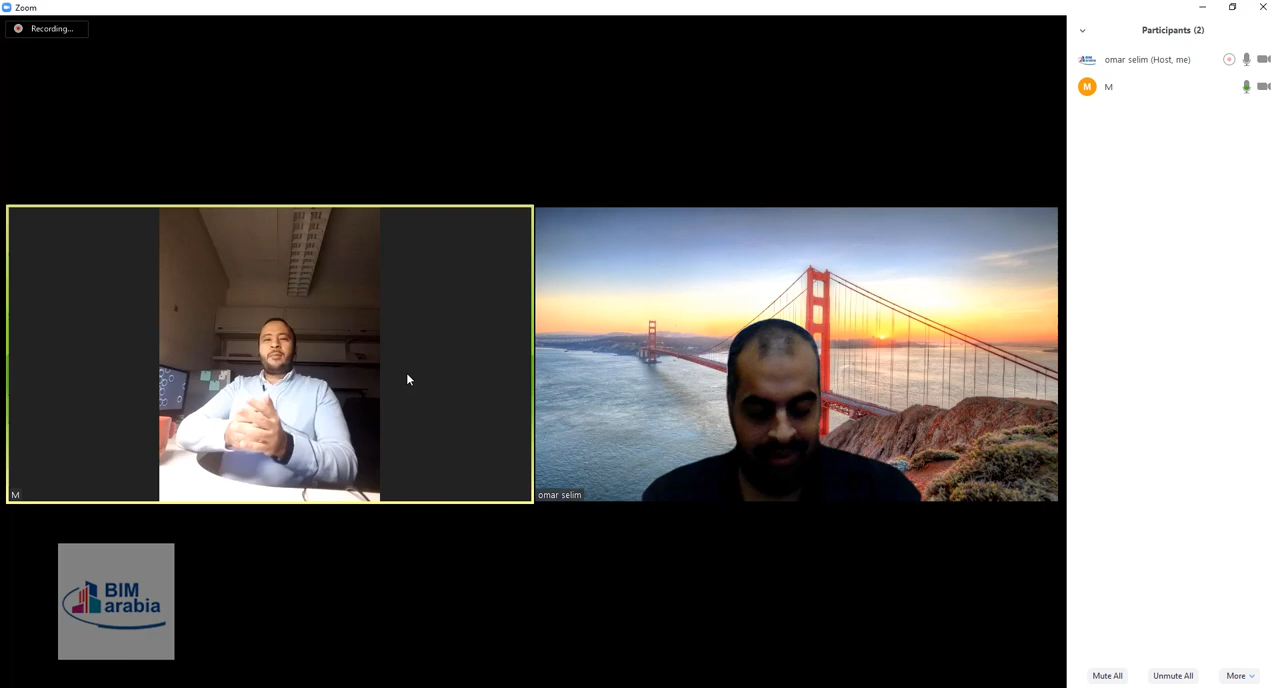 Zoom
Recording...
Participants (2)
omar selim (Host, me)
M
M
M
omar selim
BIM
arabia
Mute All
Unmute All
More